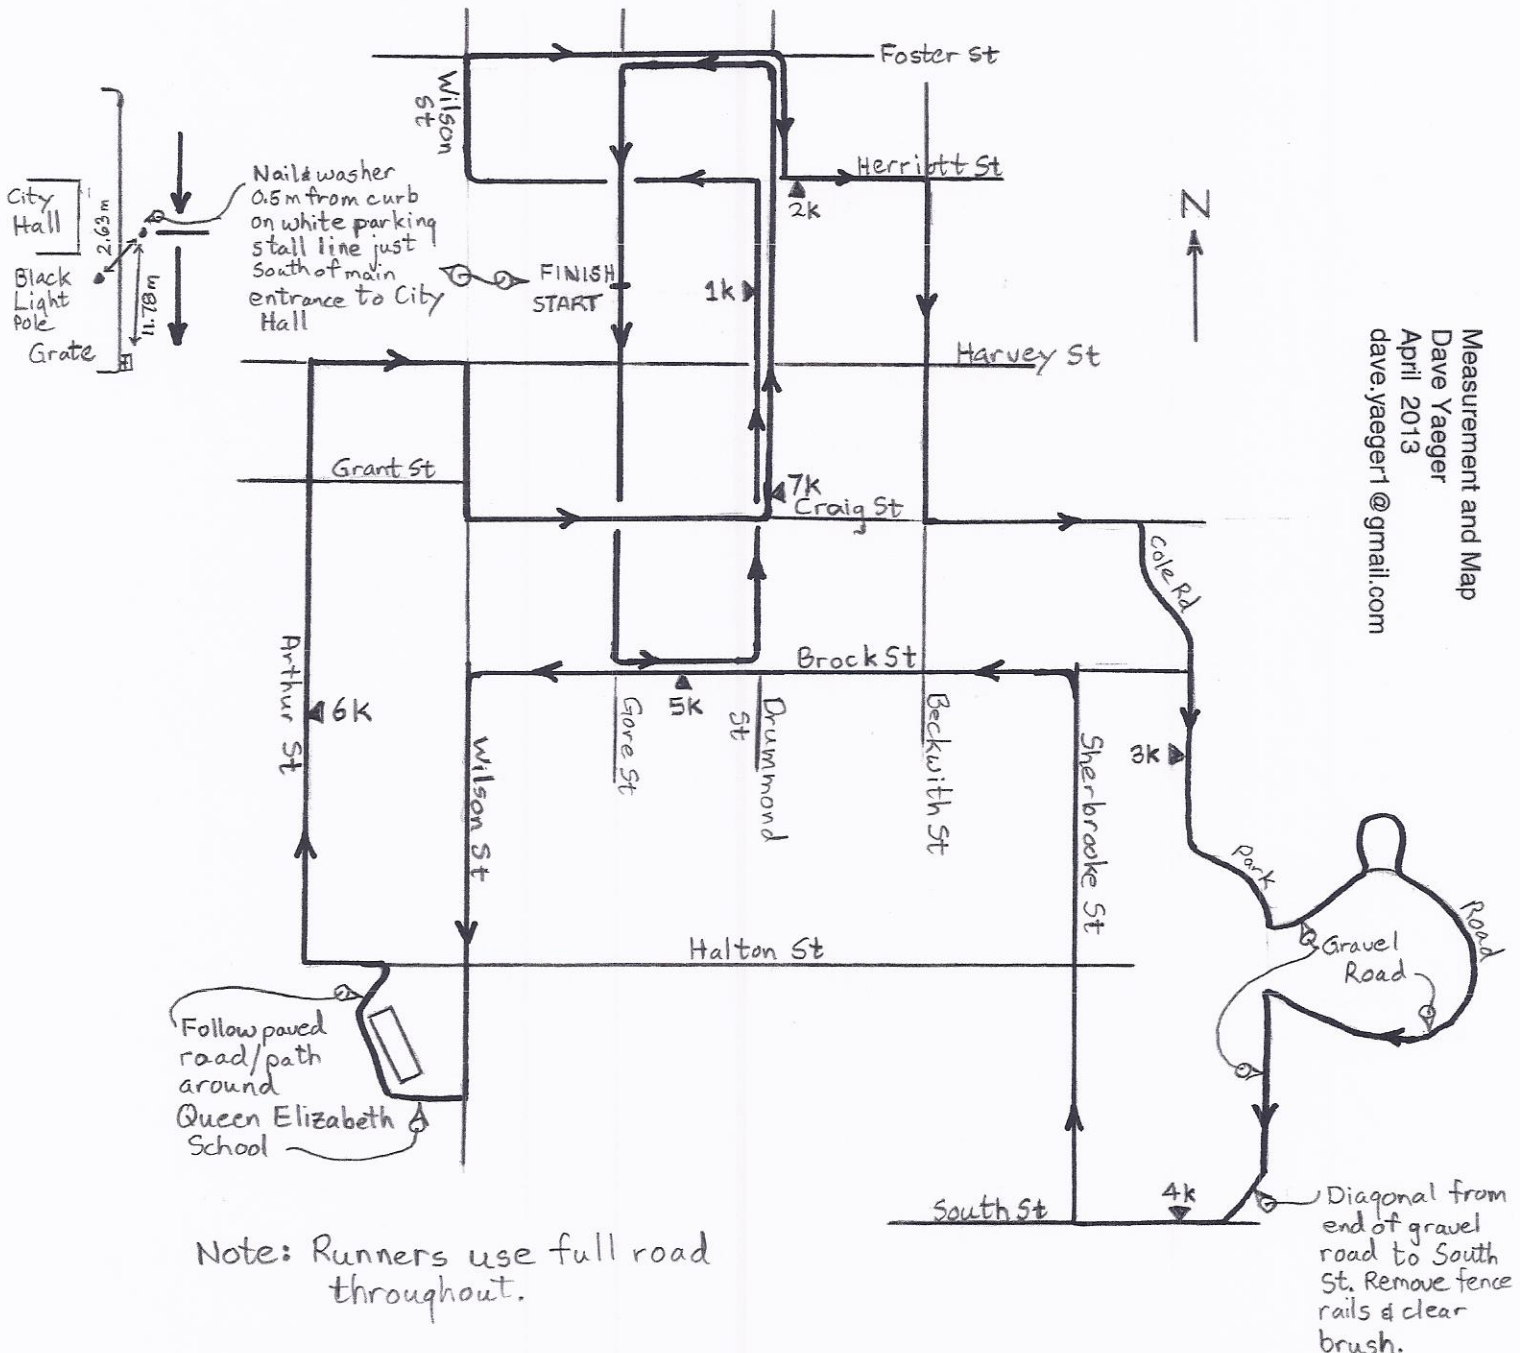 Foster St
Wilson
St
Herriott St
2k
N
City
Hall
2.63m
Black
Light
Pole
11.78m
Grate
Nail & washer
0.5m from curb
on white parking
stall line just
South of main
entrance to City
Hall
FINISH
START
1k
Harvey St
Grant St
7k
Craig St
Cole Rd
Measurement and Map
Dave Yaeger
April 2013
dave.yaeger1@gmail.com
Arthur St
6K
Brock St
5K
Gore St
Drummond
St
Beckwith St
Wilson St
Sherbrooke St
3k
Park
Road
Gravel
Road
Halton St
Follow paved
road/path
around
Queen Elizabeth
School
South St
4k
Diagonal from
end of gravel
road to South
St. Remove fence
rails & clear
brush.
Note: Runners use full road
throughout.